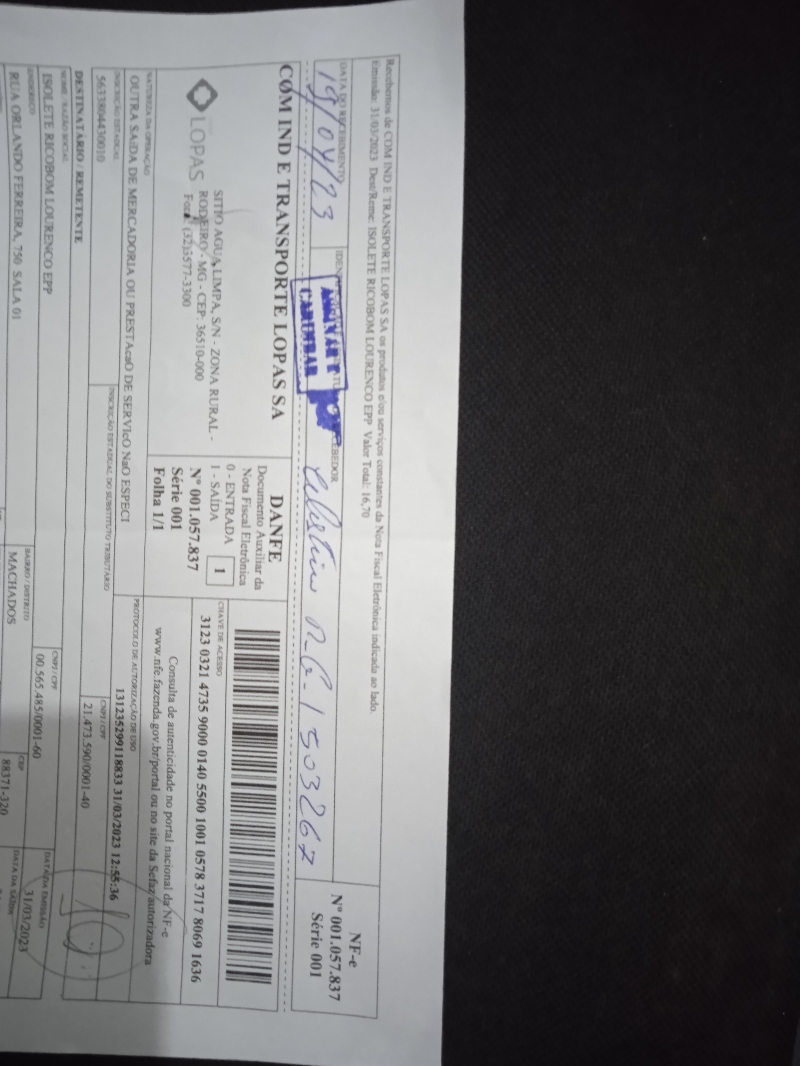 Recebemos de COM IND E TRANSPORTE LOPAS SA os produtos e/ou serviços constantes da Nota Fiscal Eletrônica indicada ao lado.
Emissão: 31/03/2023 Dest/Reme: ISOLETE RICOBOM LOURENCO EPP Valor Total: 16,70
NF-e
Nº 001.057.837
Série 001
DATA DO RECEBIMENTO
19/04/23
CEBEDOR
CARIMBAR
n-G-1503267
COM IND E TRANSPORTE LOPAS SA
LOPAS
SITIO AGUA LIMPA, S/N - ZONA RURAL -
RODEIRO - MG - CEP: 36510-000
Fone: (32)3577-3300
DANFE
Documento Auxiliar da
Nota Fiscal Eletrônica
0 - ENTRADA
1 - SAÍDA
1
Nº 001.057.837
Série 001
Folha 1/1
CHAVE DE ACESSO
3123 0321 4735 9000 0140 5500 1001 0578 3717 8069 1636
Consulta de autenticidade no portal nacional da NF-e
www.nfe.fazenda.gov.br/portal ou no site da Sefaz autorizadora
NATUREZA DA OPERAÇÃO
OUTRA SAíDA DE MERCADORIA OU PRESTAcaO DE SERVIcO NaO ESPECI
PROTOCOLO DE AUTORIZAÇÃO DE USO
131235299118833 31/03/2023 12:55:36
INSCRIÇÃO ESTADUAL
5633804430010
INSCRIÇÃO ESTADUAL DO SUBSTITUTO TRIBUTÁRIO
CNPJ / CPF
21.473.590/0001-40
DESTINATÁRIO / REMETENTE
NOME / RAZÃO SOCIAL
ISOLETE RICOBOM LOURENCO EPP
CNPJ / CPF
00.565.485/0001-60
DATA DA EMISSÃO
31/03/2023
ENDEREÇO
RUA ORLANDO FERREIRA, 750 SALA 01
BAIRRO / DISTRITO
MACHADOS
CEP
88371-320
DATA DA SAÍDA